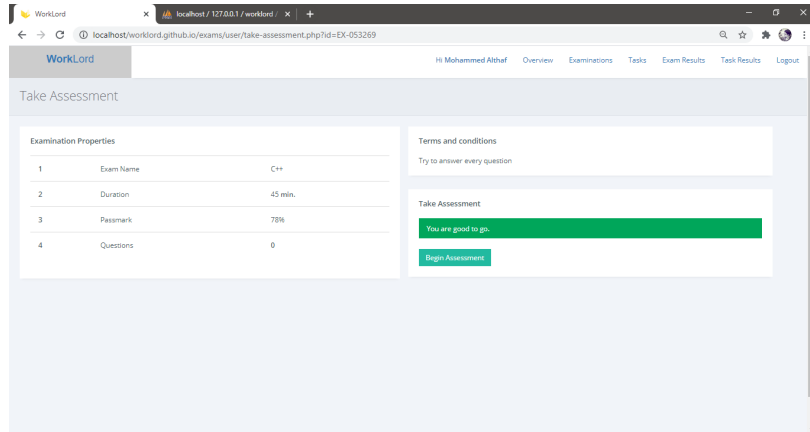 WorkLord
localhost / 127.0.0.1 / worklord /
localhost/worklord.github.io/exams/user/take-assessment.php?id=EX-053269
WorkLord
Hi Mohammed Althaf Overview Examinations Tasks Exam Results Task Results Logout
Take Assessment
Examination Properties
1 Exam Name C++
2 Duration 45 min.
3 Passmark 78%
4 Questions 0
Terms and conditions
Try to answer every question
Take Assessment
You are good to go.
Begin Assessment